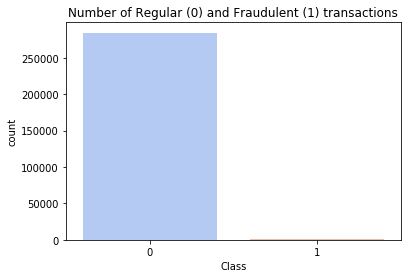 Number of Regular (0) and Fraudulent (1) transactions
250000
200000
150000
100000
50000
0
count
0 1
Class